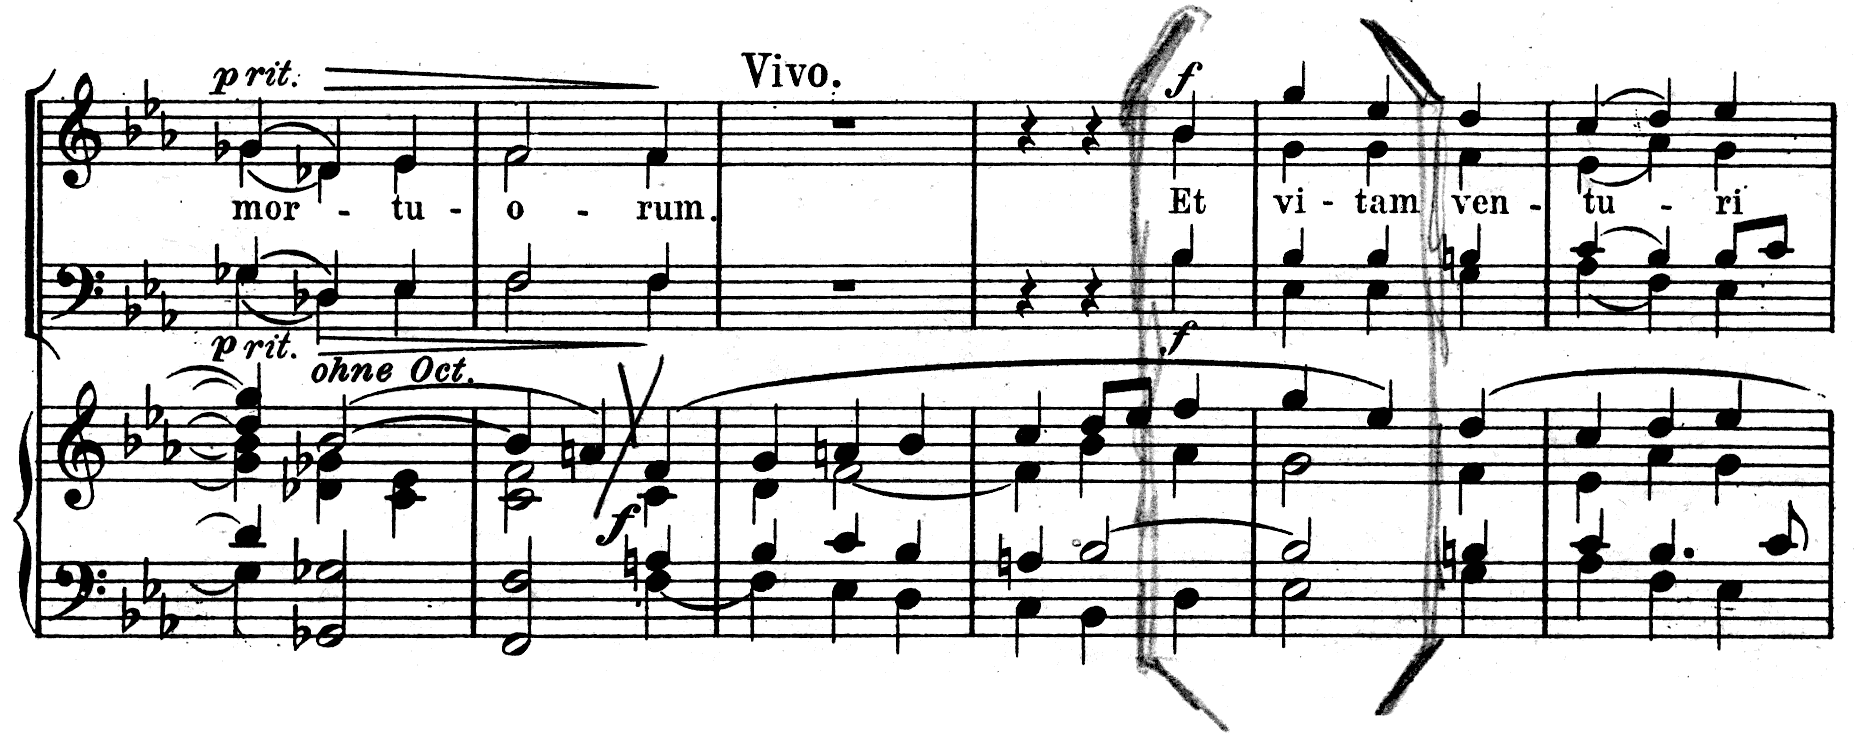 p rit. Vivo. f
mor - tu - o - rum. Et vi - tam ven - tu - ri
p rit. f
ohne Oct.
f